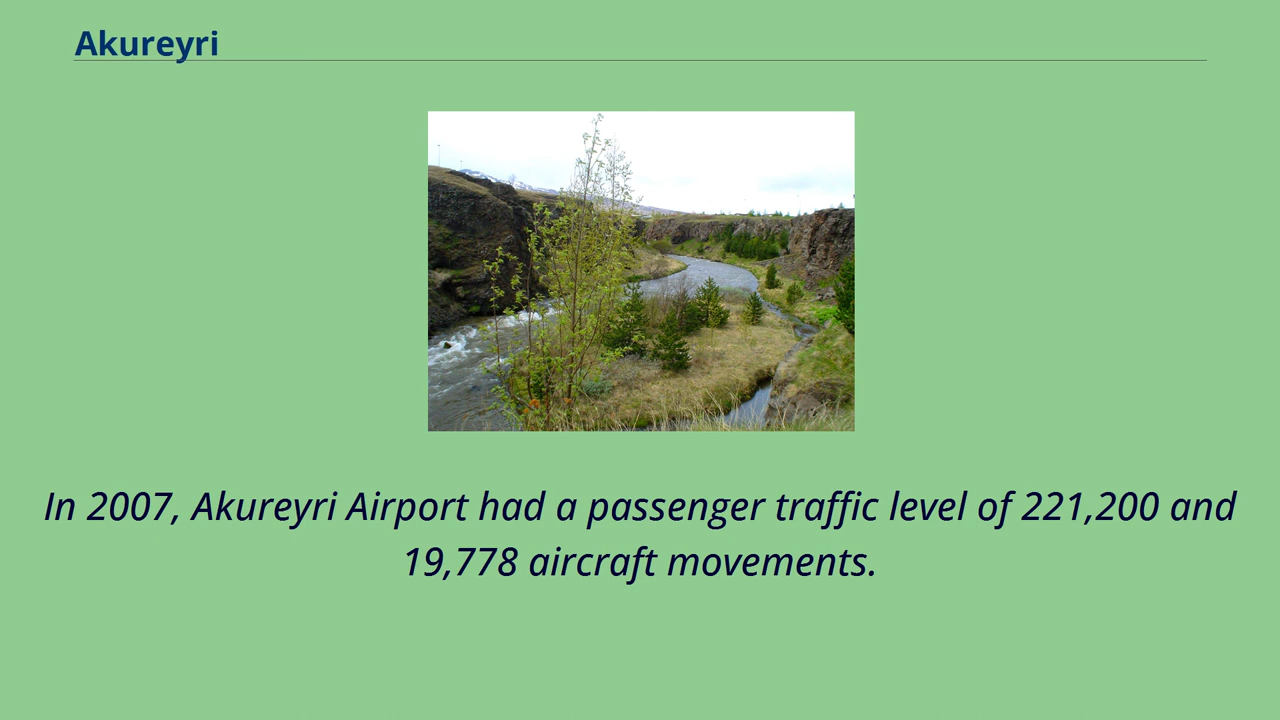 Akureyri
In 2007, Akureyri Airport had a passenger traffic level of 221,200 and
19,778 aircraft movements.